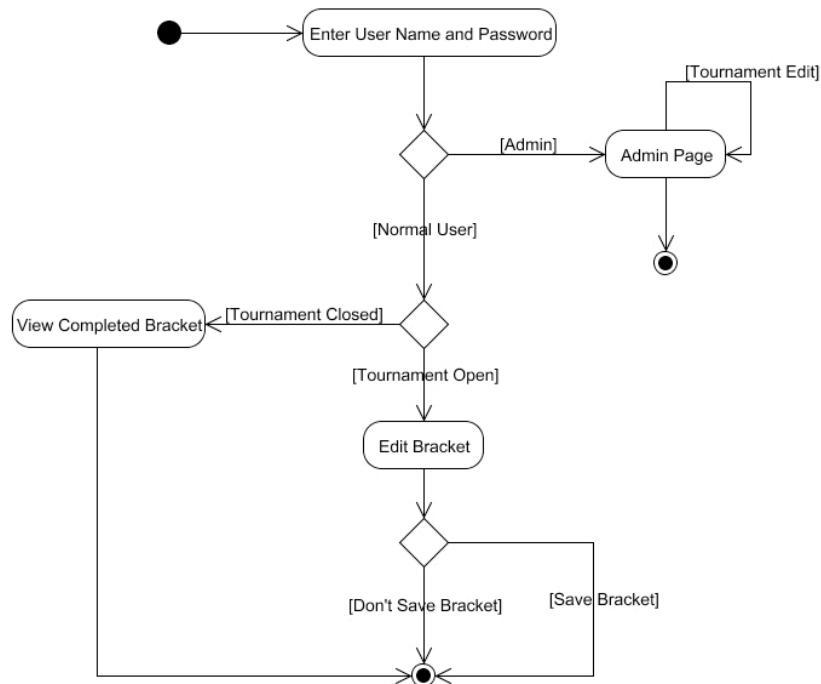 Enter User Name and Password
[Tournament Edit]
[Admin]
Admin Page
[Normal User]
[Tournament Closed]
View Completed Bracket
[Tournament Open]
Edit Bracket
[Don't Save Bracket]
[Save Bracket]